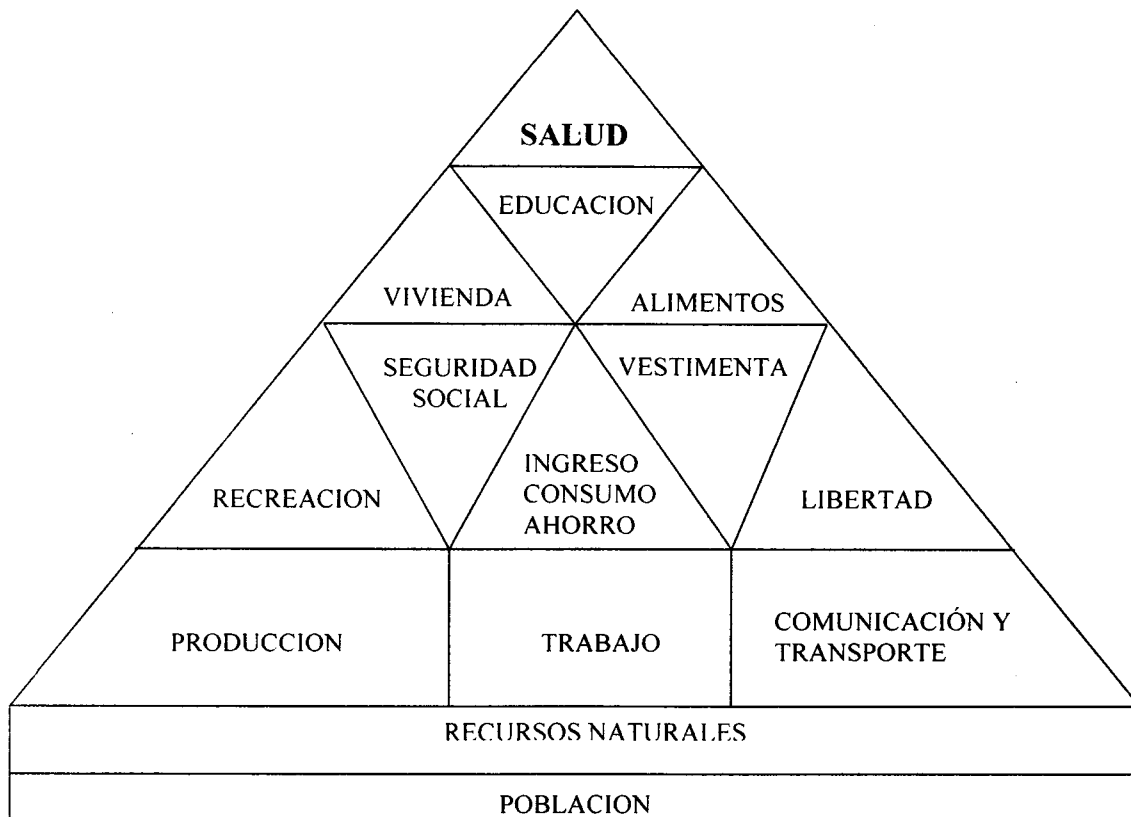 SALUD
EDUCACION
VIVIENDA
ALIMENTOS
SEGURIDAD
SOCIAL
VESTIMENTA
RECREACION
INGRESO
CONSUMO
AHORRO
LIBERTAD
PRODUCCION
TRABAJO
COMUNICACIÓN Y
TRANSPORTE
RECURSOS NATURALES
POBLACION